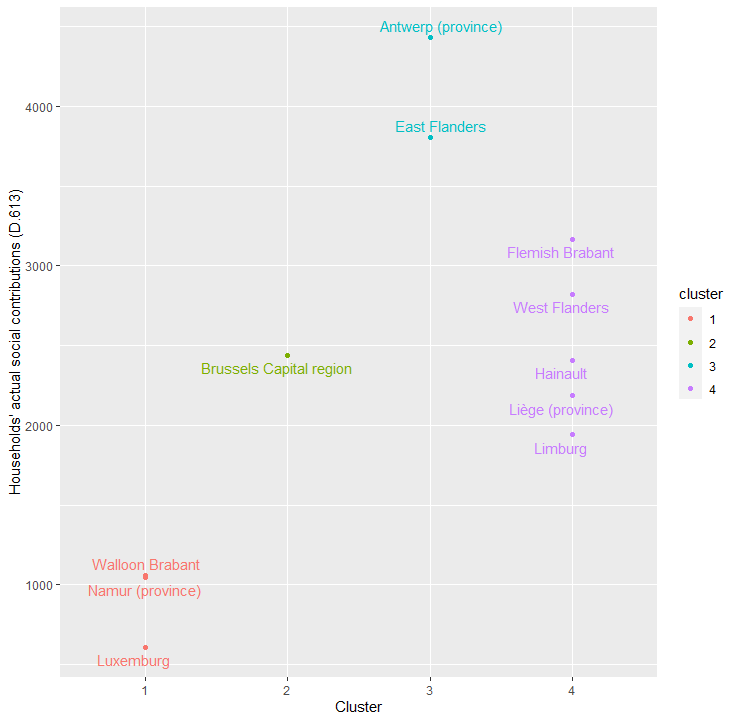 Antwerp (province)
East Flanders
Flemish Brabant
West Flanders
Hainault
Liège (province)
Limburg
Brussels Capital region
Walloon Brabant
Namur (province)
Luxemburg
4000
3000
2000
1000
Households' actual social contributions (D.613)
1
2
3
4
Cluster
cluster
1
2
3
4